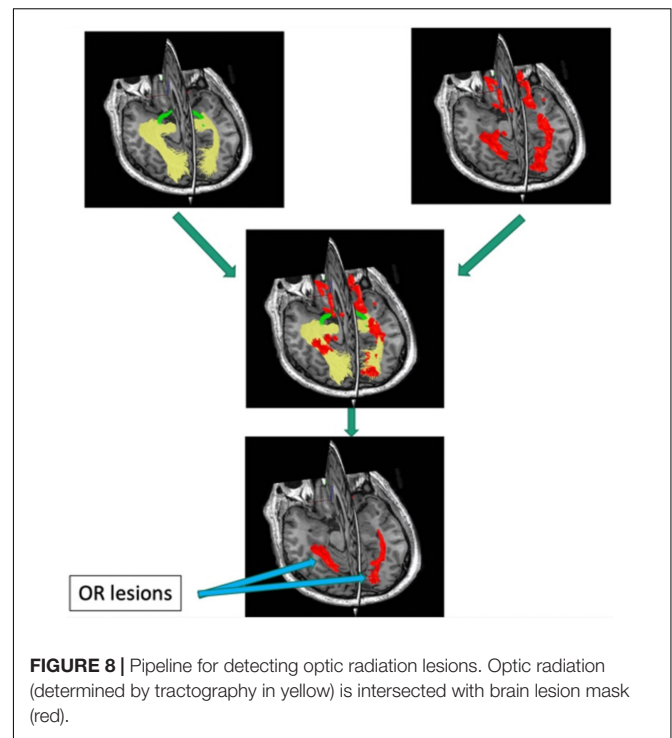 OR lesions
FIGURE 8 | Pipeline for detecting optic radiation lesions. Optic radiation
(determined by tractography in yellow) is intersected with brain lesion mask
(red).